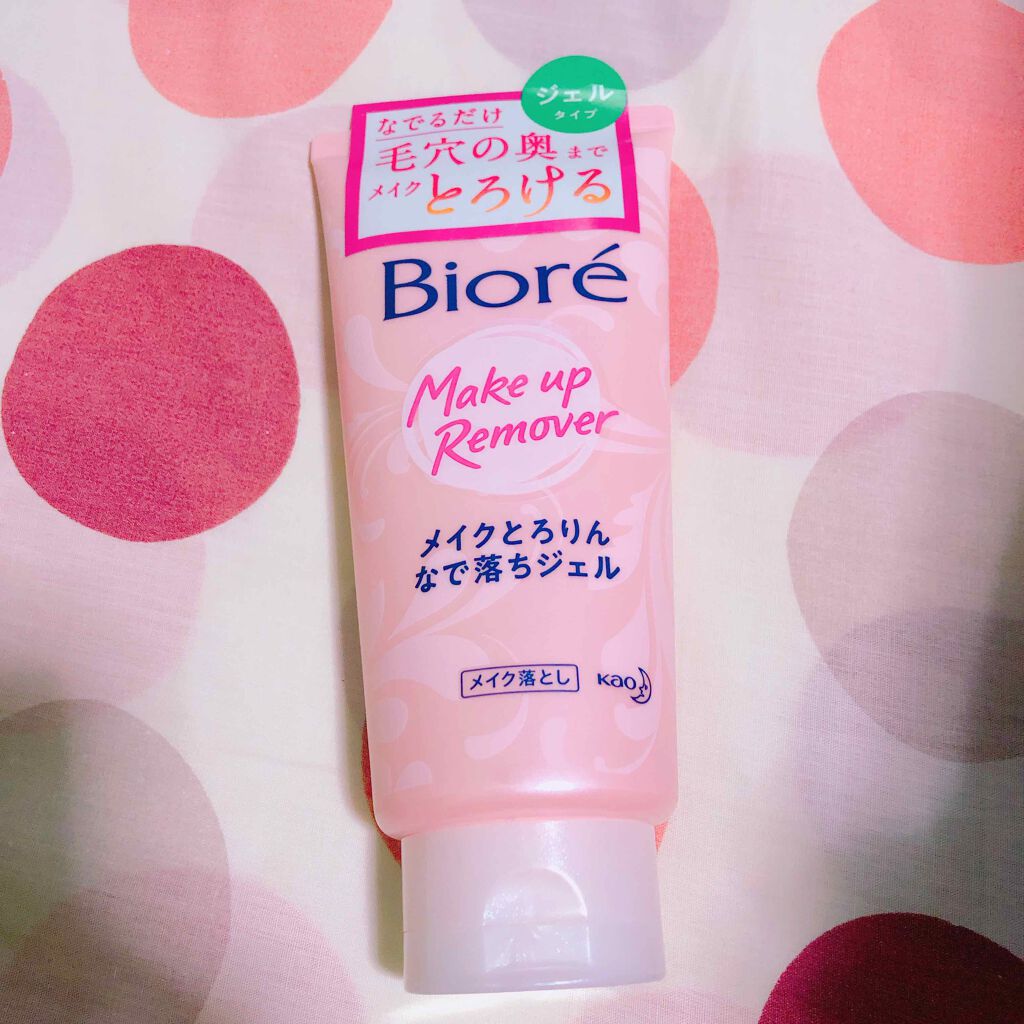 ジェル
タイプ
なでるだけ
毛穴の奥まで
メイクとろける
Bioré
Make up
Remover
メイクとろりん
なで落ちジェル
メイク落とし
Kao